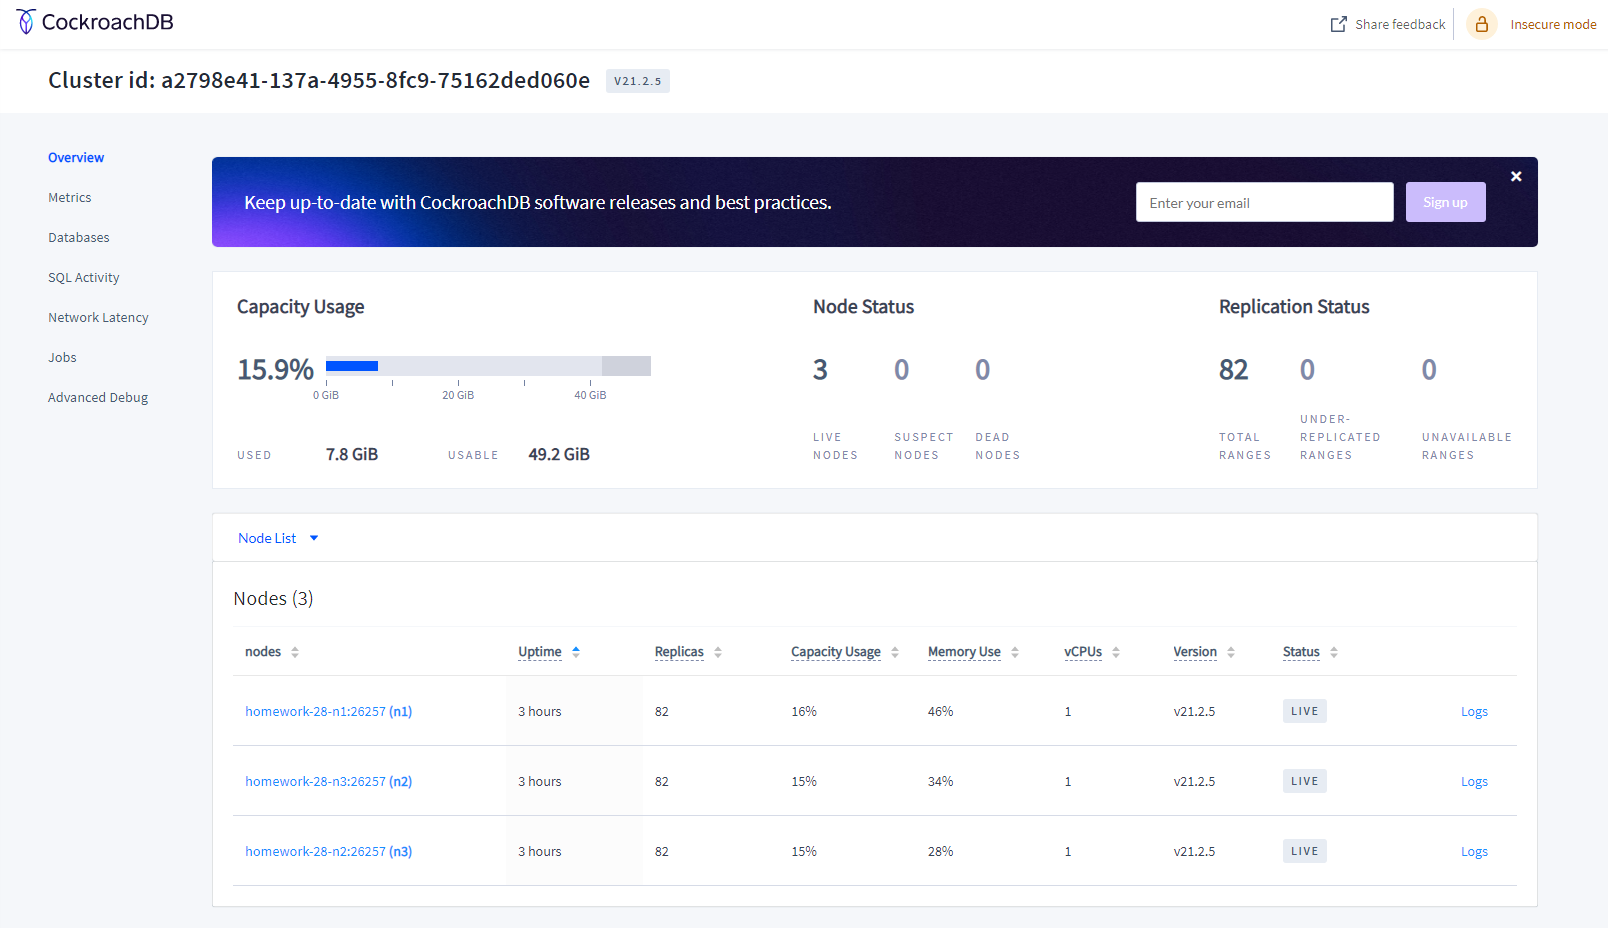 CockroachDB
Share feedback
Insecure mode
Cluster id: a2798e41-137a-4955-8fc9-75162ded060e
V21.2.5
Overview
Metrics
Databases
SQL Activity
Network Latency
Jobs
Advanced Debug
Keep up-to-date with CockroachDB software releases and best practices.
Enter your email
Sign up
Capacity Usage
15.9%
0 GiB
20 GiB
40 GiB
USED
7.8 GiB
USABLE
49.2 GiB
Node Status
3
LIVE
NODES
0
SUSPECT
NODES
0
DEAD
NODES
Replication Status
82
TOTAL
RANGES
0
UNDER-
REPLICATED
RANGES
0
UNAVAILABLE
RANGES
Node List
Nodes (3)
nodes Uptime Replicas Capacity Usage Memory Use vCPUs Version Status
homework-28-n1:26257 (n1) 3 hours 82 16% 46% 1 v21.2.5 LIVE Logs
homework-28-n3:26257 (n2) 3 hours 82 15% 34% 1 v21.2.5 LIVE Logs
homework-28-n2:26257 (n3) 3 hours 82 15% 28% 1 v21.2.5 LIVE Logs